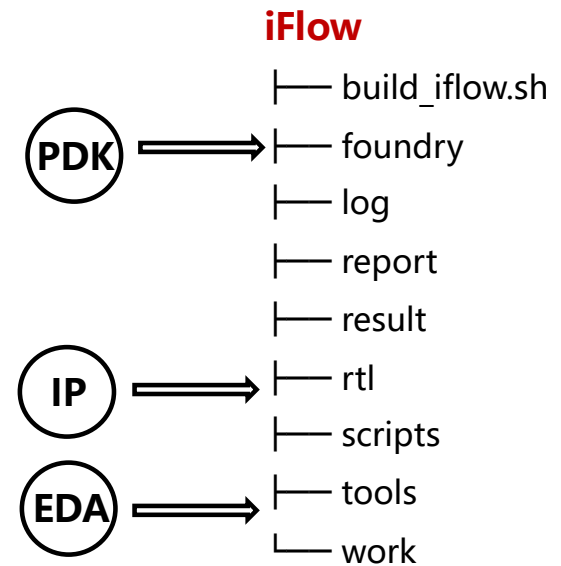 iFlow
├── build_iflow.sh
PDK
├── foundry
├── log
├── report
├── result
IP
├── rtl
├── scripts
EDA
├── tools
└── work